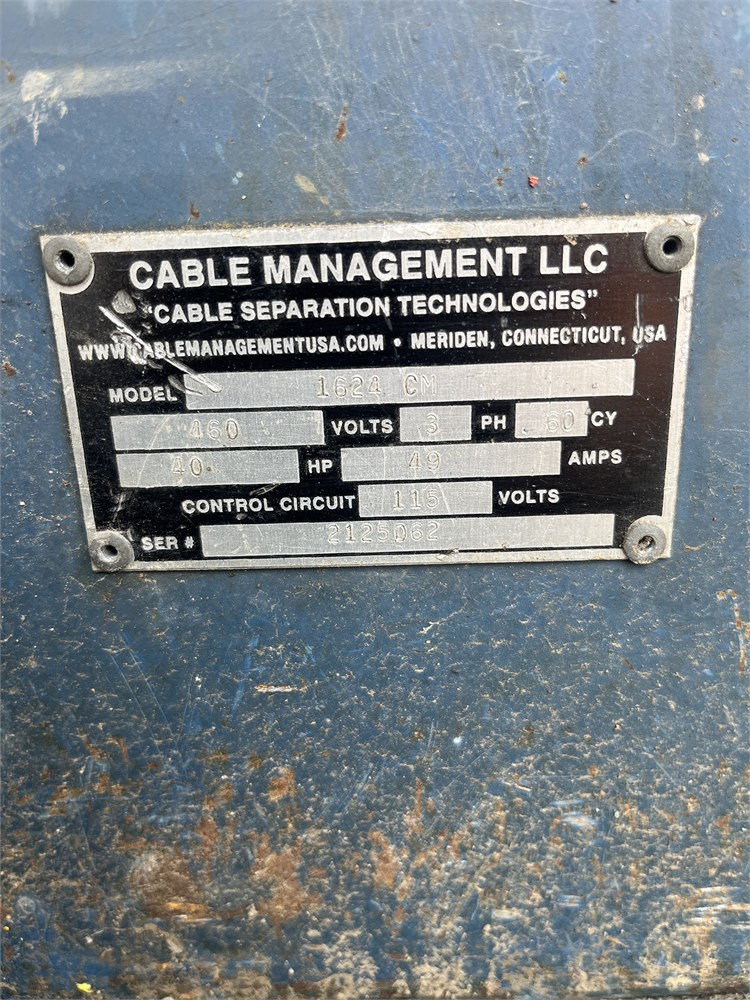 CABLE MANAGEMENT LLC
"CABLE SEPARATION TECHNOLOGIES"
WWW.CABLEMANAGEMENTUSA.COM • MERIDEN, CONNECTICUT, USA
MODEL 1624 CM
460 VOLTS 3 PH 60 CY
40 HP 49 AMPS
CONTROL CIRCUIT 115 VOLTS
SER # 2125062